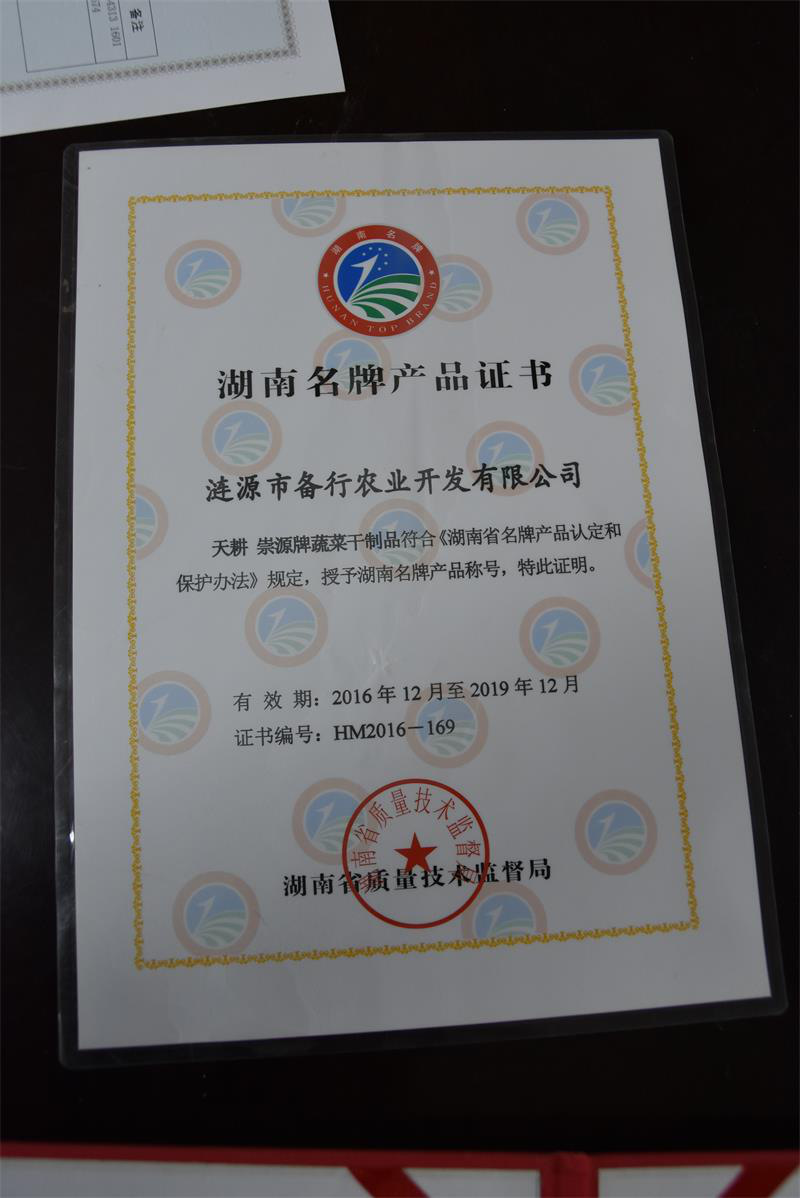 备注
4313 1601
574
湖南名牌
HUNAN TOP BRAND
湖南名牌产品证书
涟源市备行农业开发有限公司
天耕 崇源牌蔬菜干制品符合《湖南省名牌产品认定和
保护办法》规定，授予湖南名牌产品称号，特此证明。
有 效 期：2016 年 12 月至 2019 年 12 月
证书编号：HM2016－169
湖南省质量技术监督局
湖南省质量技术监督局